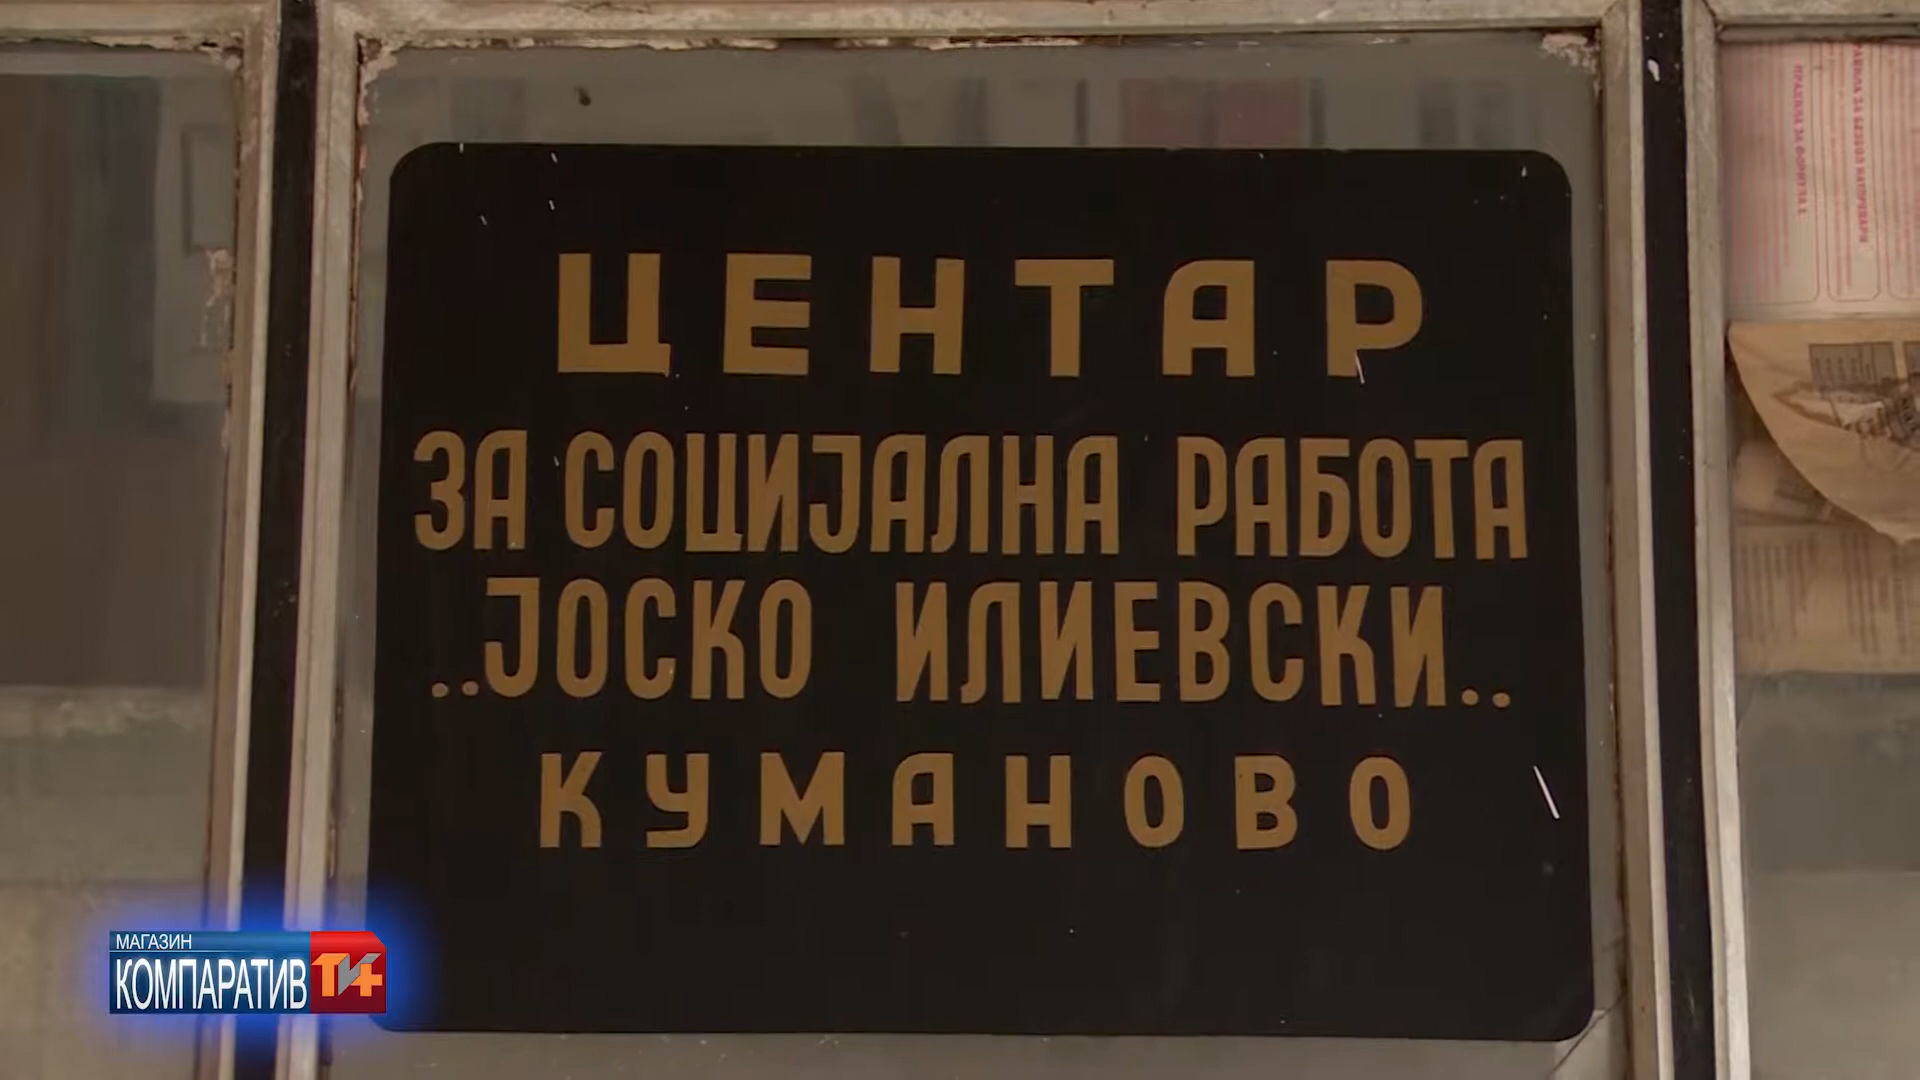 ЦЕНТАР
ЗА СОЦИЈАЛНА РАБОТА
..ЈОСКО ИЛИЕВСКИ..
КУМАНОВО
МАГАЗИН
КОМПАРАТИВ